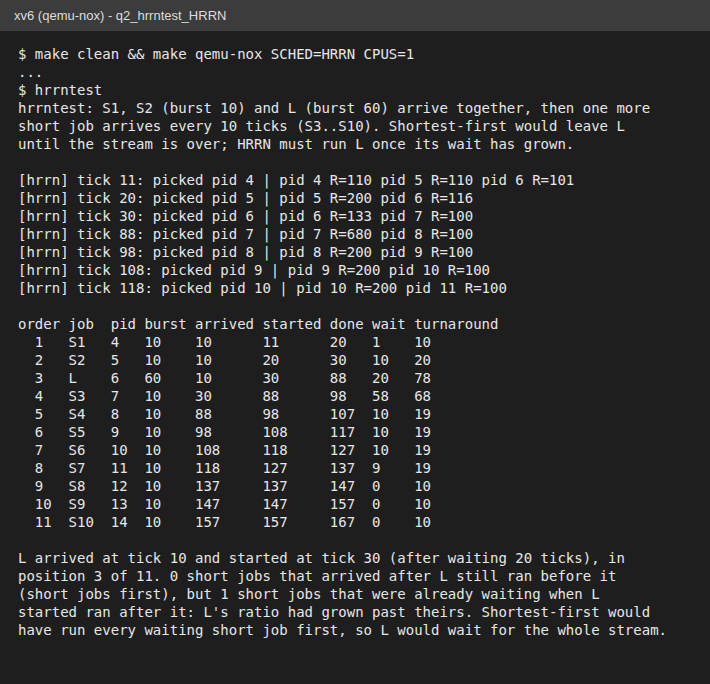 xv6 (qemu-nox) - q2_hrrntest_HRRN
$ make clean && make qemu-nox SCHED=HRRN CPUS=1
...
$ hrrntest
hrrntest: S1, S2 (burst 10) and L (burst 60) arrive together, then one more
short job arrives every 10 ticks (S3..S10). Shortest-first would leave L
until the stream is over; HRRN must run L once its wait has grown.
[hrrn] tick 11: picked pid 4 | pid 4 R=110 pid 5 R=110 pid 6 R=101
[hrrn] tick 20: picked pid 5 | pid 5 R=200 pid 6 R=116
[hrrn] tick 30: picked pid 6 | pid 6 R=133 pid 7 R=100
[hrrn] tick 88: picked pid 7 | pid 7 R=680 pid 8 R=100
[hrrn] tick 98: picked pid 8 | pid 8 R=200 pid 9 R=100
[hrrn] tick 108: picked pid 9 | pid 9 R=200 pid 10 R=100
[hrrn] tick 118: picked pid 10 | pid 10 R=200 pid 11 R=100
order job  pid burst arrived started done wait turnaround
  1   S1   4   10    10      11      20   1    10
  2   S2   5   10    10      20      30   10   20
  3   L    6   60    10      30      88   20   78
  4   S3   7   10    30      88      98   58   68
  5   S4   8   10    88      98      107  10   19
  6   S5   9   10    98      108     117  10   19
  7   S6   10  10    108     118     127  10   19
  8   S7   11  10    118     127     137  9    19
  9   S8   12  10    137     137     147  0    10
  10  S9   13  10    147     147     157  0    10
  11  S10  14  10    157     157     167  0    10
L arrived at tick 10 and started at tick 30 (after waiting 20 ticks), in
position 3 of 11. 0 short jobs that arrived after L still ran before it
(short jobs first), but 1 short jobs that were already waiting when L
started ran after it: L's ratio had grown past theirs. Shortest-first would
have run every waiting short job first, so L would wait for the whole stream.